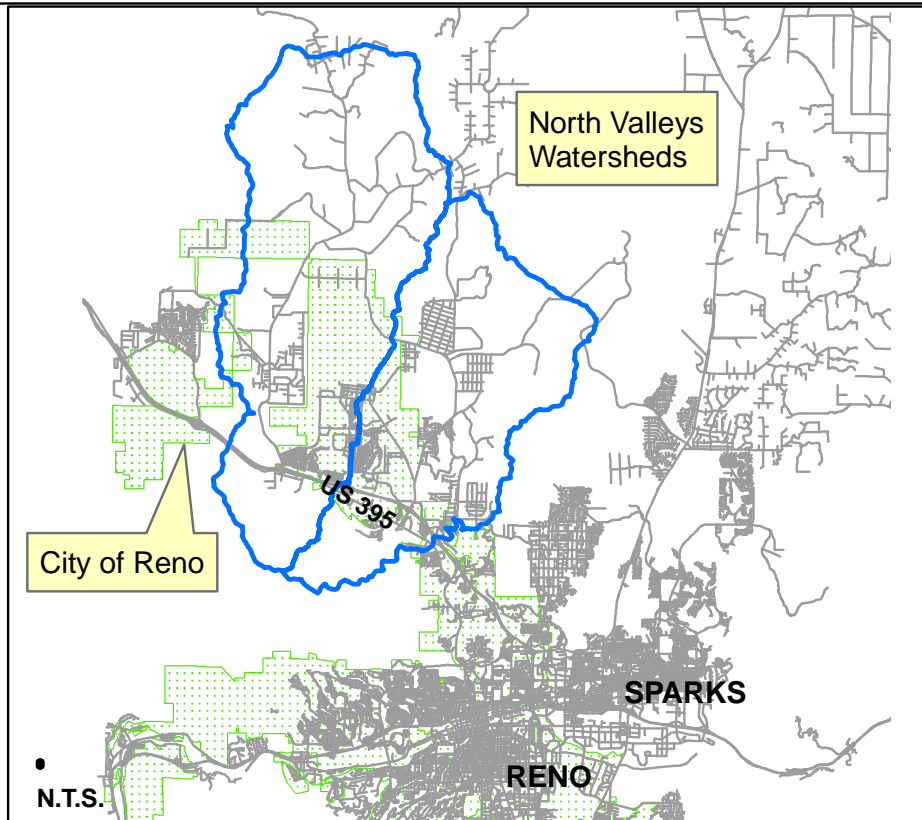 North Valleys
Watersheds
US 395
City of Reno
SPARKS
RENO
N.T.S.